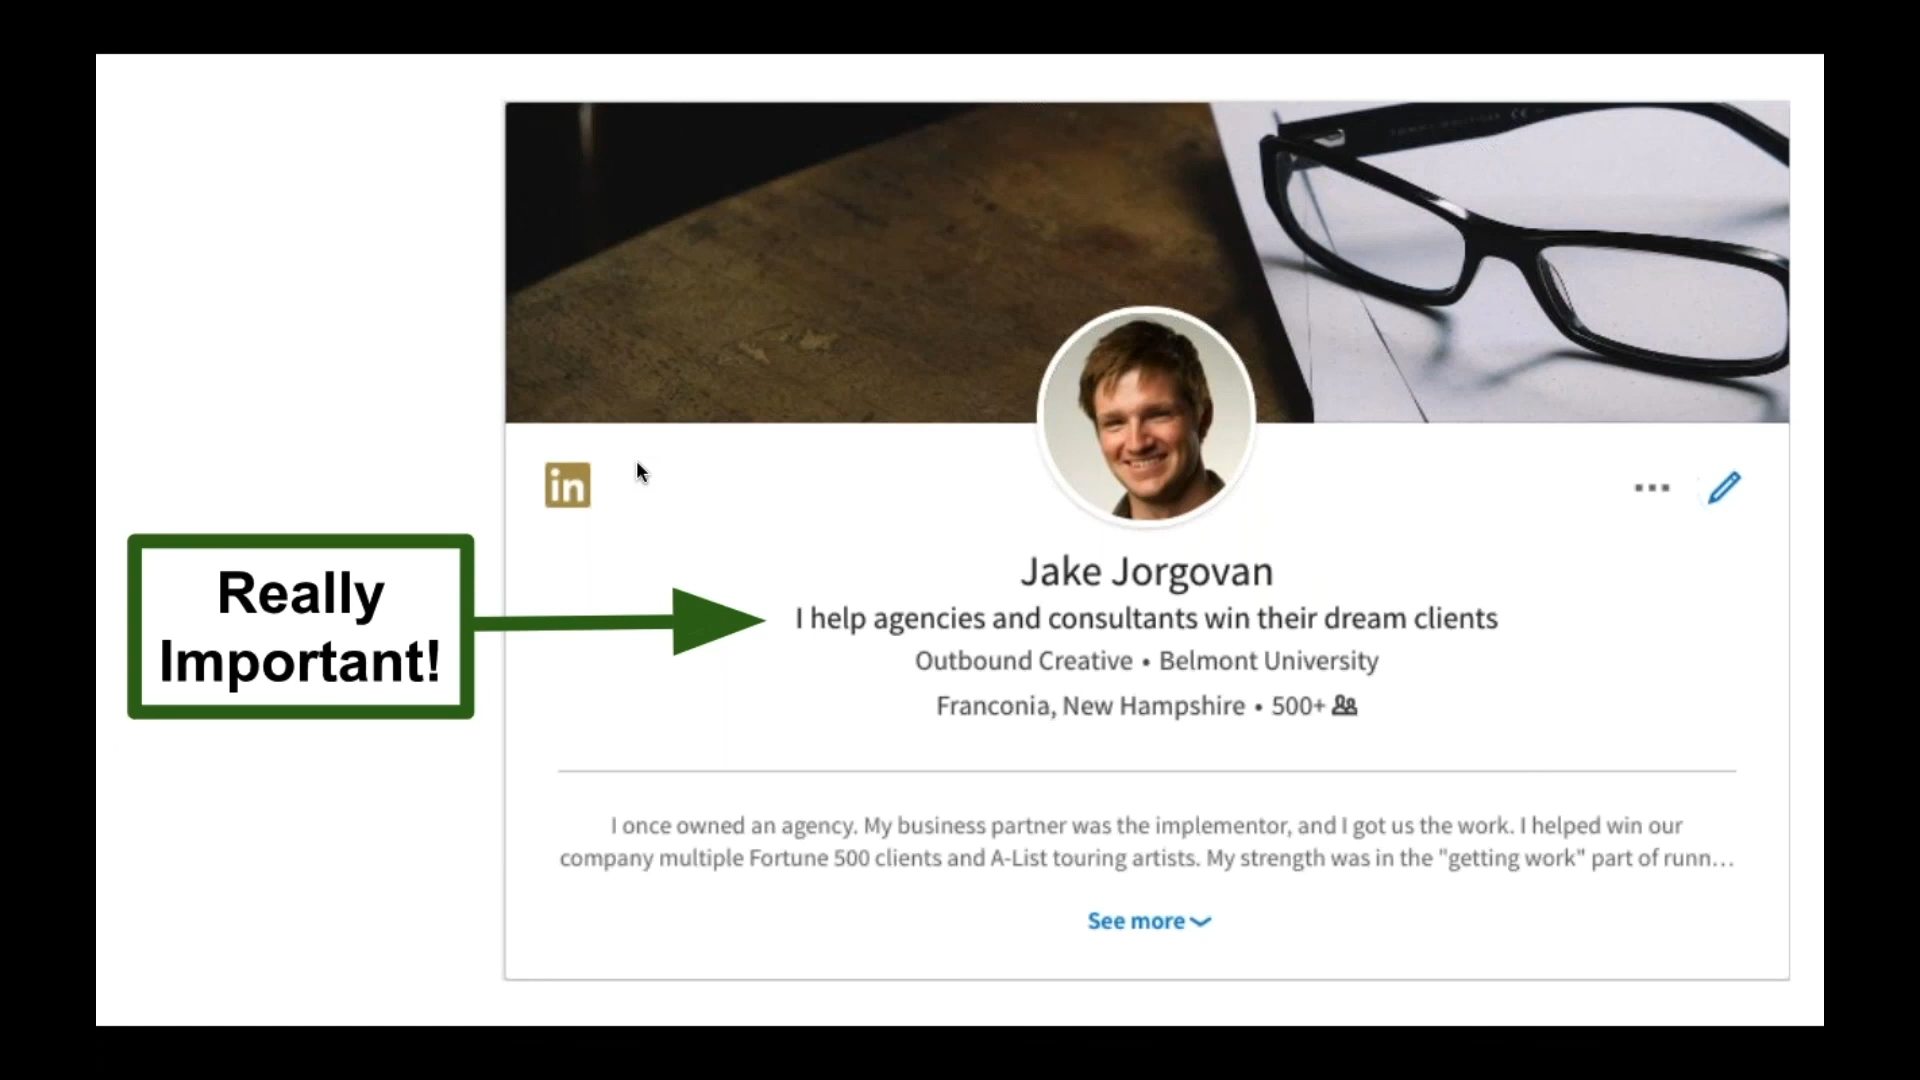 in
Really
Important!
Jake Jorgovan
I help agencies and consultants win their dream clients
Outbound Creative • Belmont University
Franconia, New Hampshire • 500+
I once owned an agency. My business partner was the implementor, and I got us the work. I helped win our
company multiple Fortune 500 clients and A-List touring artists. My strength was in the "getting work" part of runn...
See more